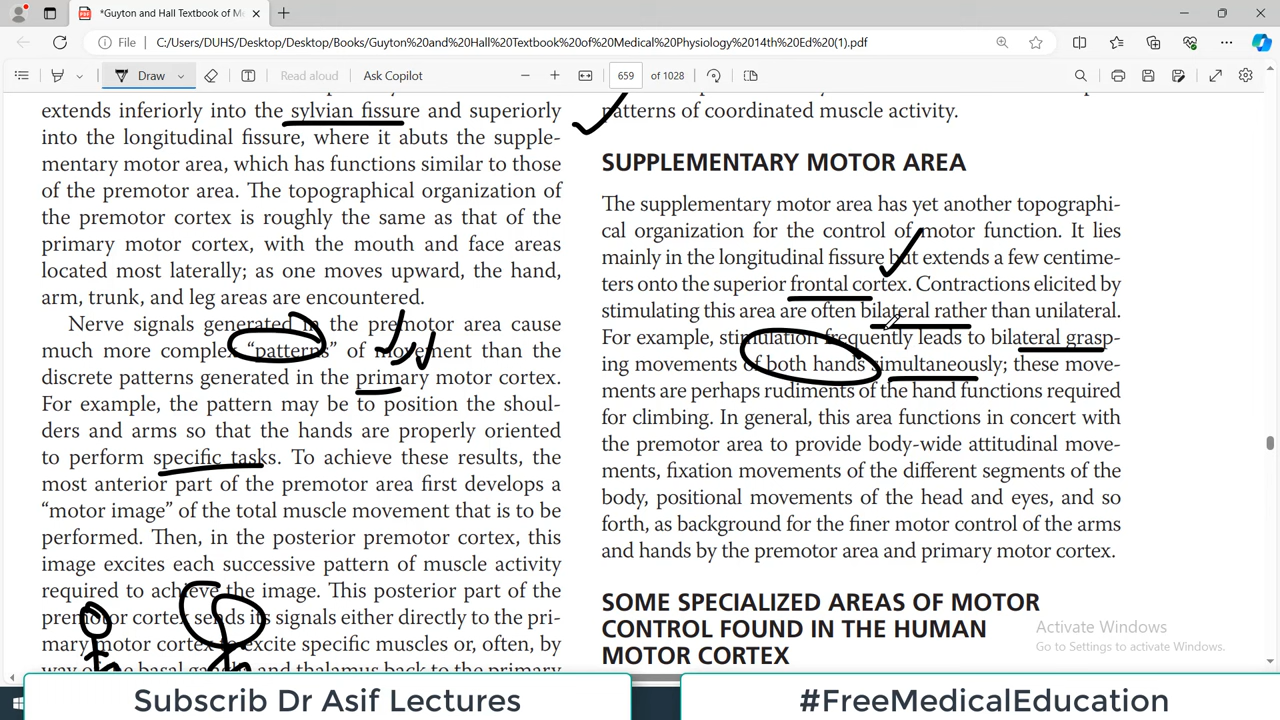 *Guyton and Hall Textbook of Me
File
C:/Users/DUHS/Desktop/Desktop/Books/Guyton%20and%20Hall%20Textbook%20of%20Medical%20Physiology%2014th%20Ed%20(1).pdf
Draw
Read aloud
Ask Copilot
659 of 1028
extends inferiorly into the sylvian fissure and superiorly
into the longitudinal fissure, where it abuts the supple-
mentary motor area, which has functions similar to those
of the premotor area. The topographical organization of
the premotor cortex is roughly the same as that of the
primary motor cortex, with the mouth and face areas
located most laterally; as one moves upward, the hand,
arm, trunk, and leg areas are encountered.
Nerve signals generated in the premotor area cause
much more complex “patterns” of movement than the
discrete patterns generated in the primary motor cortex.
For example, the pattern may be to position the shoul-
ders and arms so that the hands are properly oriented
to perform specific tasks. To achieve these results, the
most anterior part of the premotor area first develops a
“motor image” of the total muscle movement that is to be
performed. Then, in the posterior premotor cortex, this
image excites each successive pattern of muscle activity
required to achieve the image. This posterior part of the
premotor cortex sends its signals either directly to the pri-
mary motor cortex to excite specific muscles or, often, by
way of the basal ganglia and thalamus back to the primary
patterns of coordinated muscle activity.
SUPPLEMENTARY MOTOR AREA
The supplementary motor area has yet another topographi-
cal organization for the control of motor function. It lies
mainly in the longitudinal fissure but extends a few centime-
ters onto the superior frontal cortex. Contractions elicited by
stimulating this area are often bilateral rather than unilateral.
For example, stimulation frequently leads to bilateral grasp-
ing movements of both hands simultaneously; these move-
ments are perhaps rudiments of the hand functions required
for climbing. In general, this area functions in concert with
the premotor area to provide body-wide attitudinal move-
ments, fixation movements of the different segments of the
body, positional movements of the head and eyes, and so
forth, as background for the finer motor control of the arms
and hands by the premotor area and primary motor cortex.
SOME SPECIALIZED AREAS OF MOTOR
CONTROL FOUND IN THE HUMAN
MOTOR CORTEX
Activate Windows
Go to Settings to activate Windows.
Subscrib Dr Asif Lectures
#FreeMedicalEducation